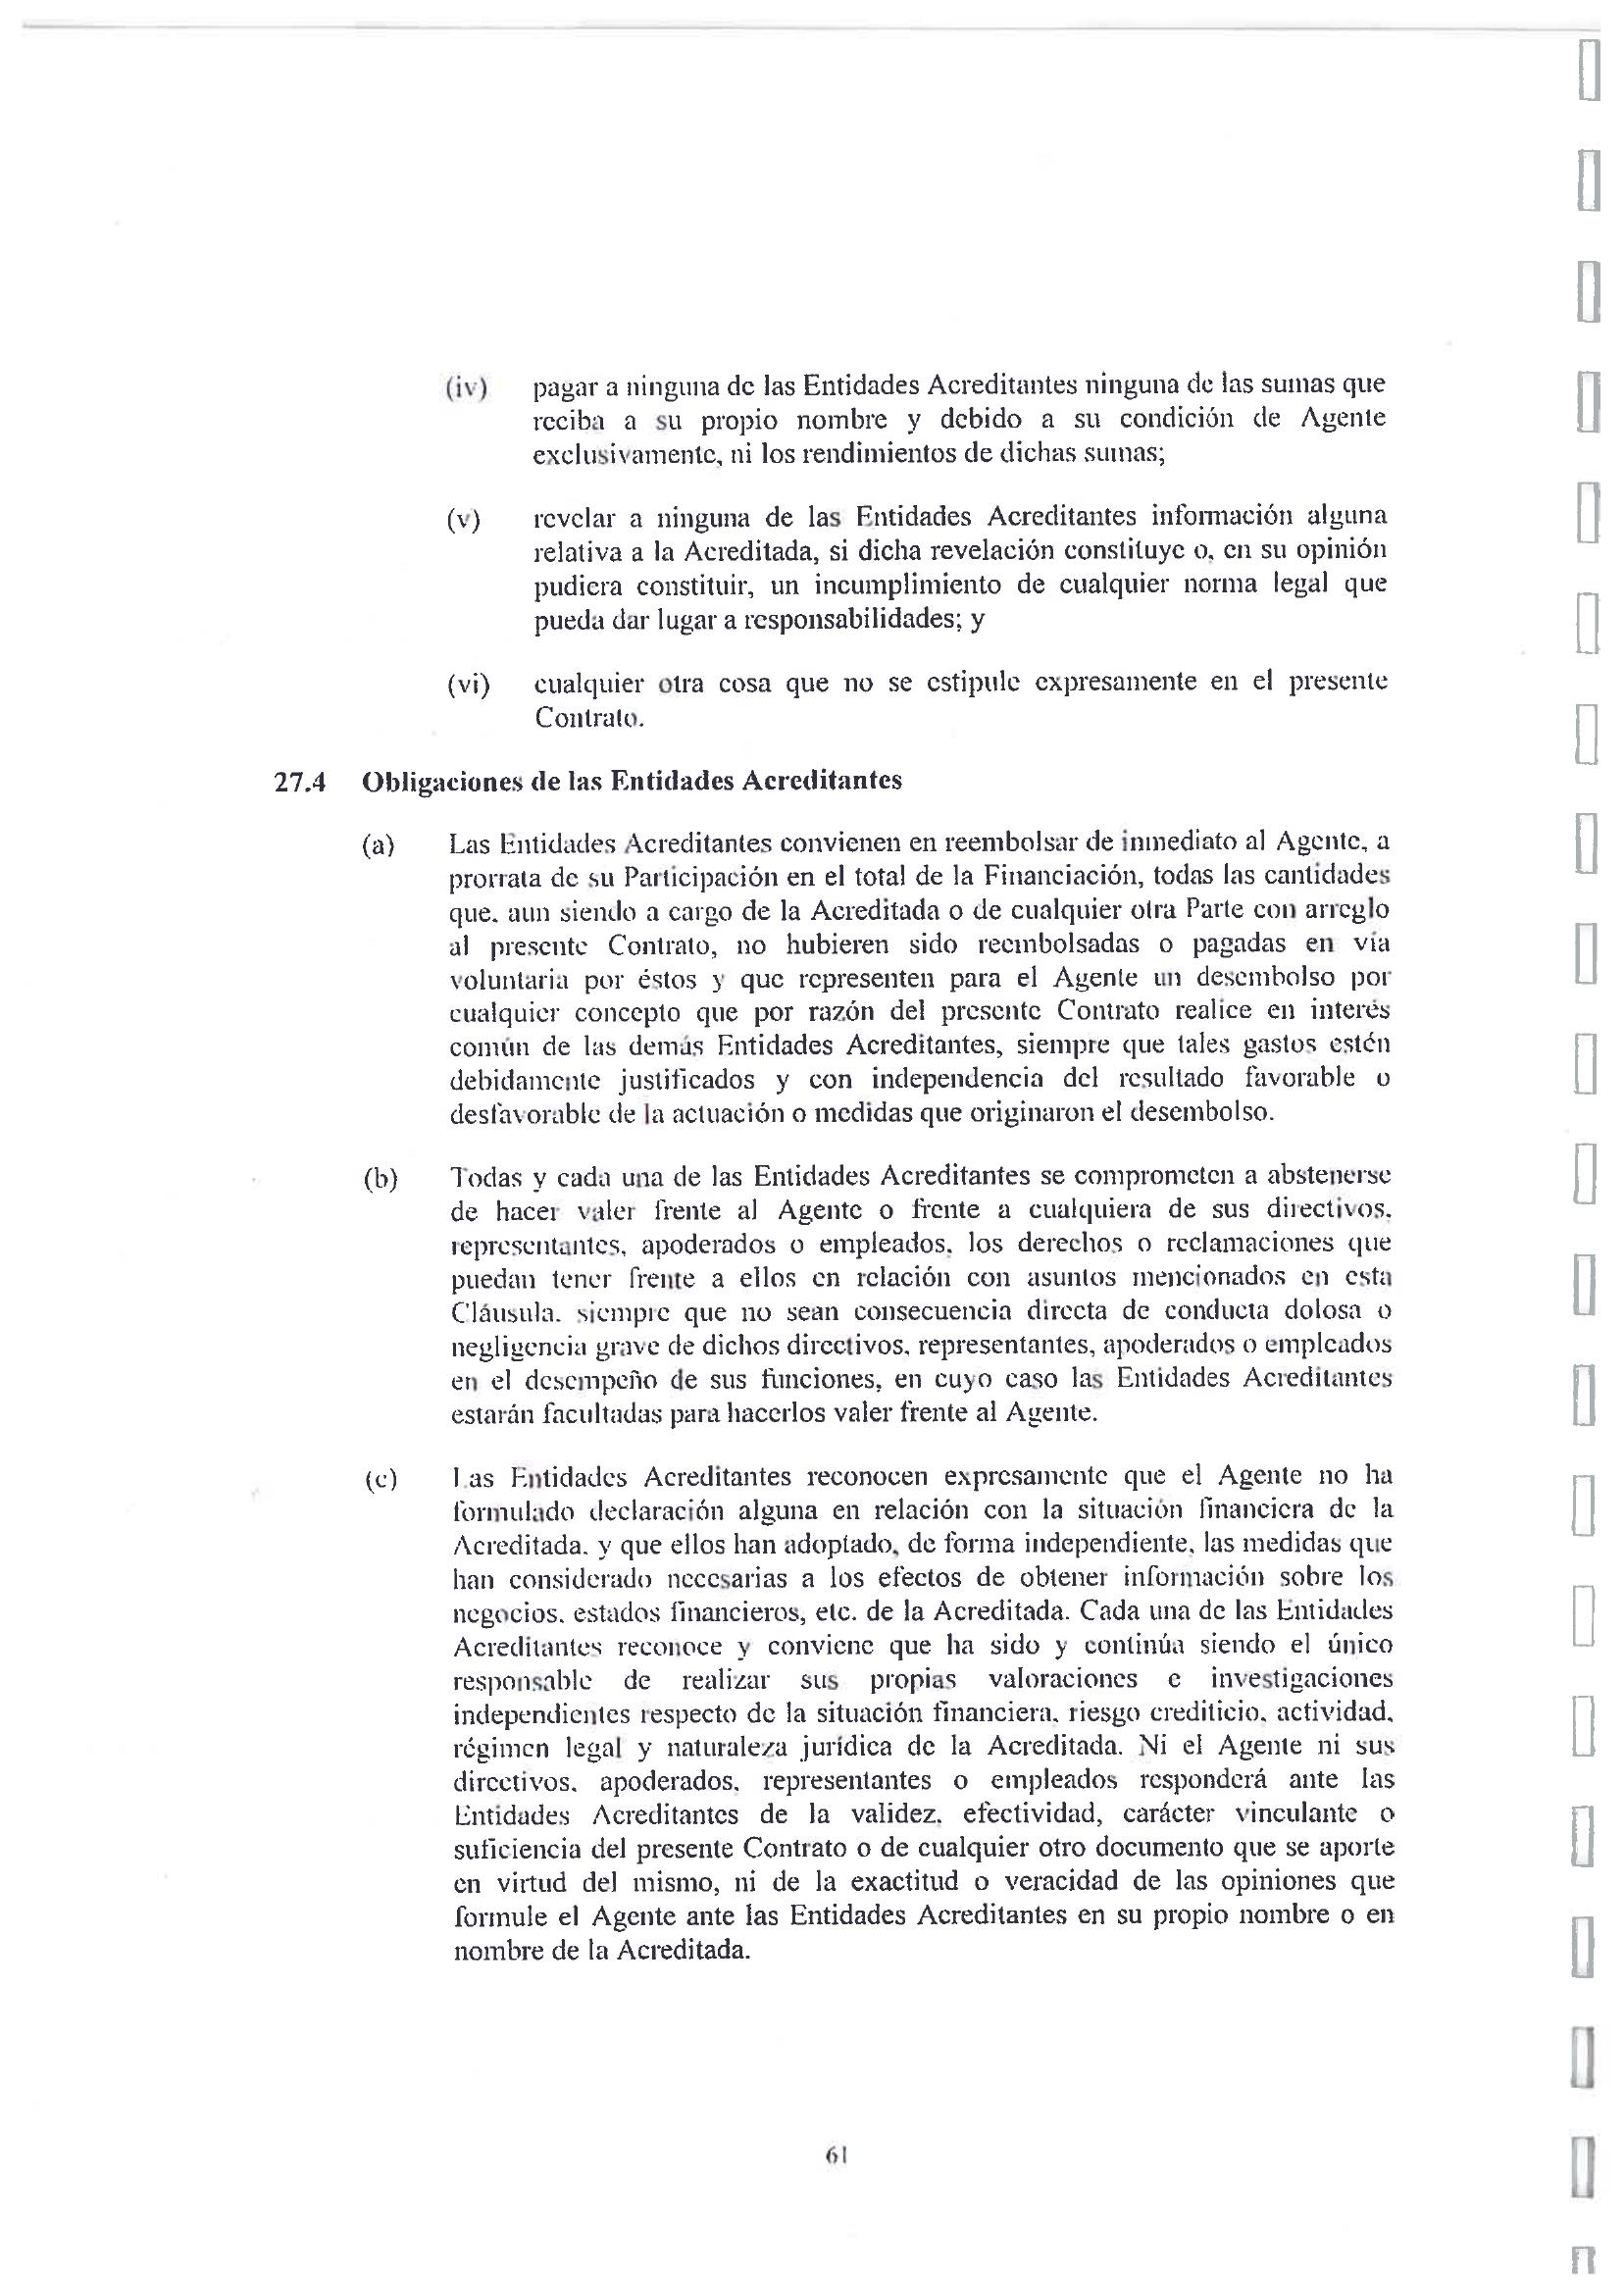 (iv) pagar a ninguna de las Entidades Acreditantes ninguna de las sumas que
reciba a su propio nombre y debido a su condición de Agente
exclusivamente, ni los rendimientos de dichas sumas;
(v) revelar a ninguna de las Entidades Acreditantes información alguna
relativa a la Acreditada, si dicha revelación constituye o, en su opinión
pudiera constituir, un incumplimiento de cualquier norma legal que
pueda dar lugar a responsabilidades; y
(vi) cualquier otra cosa que no se estipule expresamente en el presente
Contrato.
27.4 Obligaciones de las Entidades Acreditantes
(a) Las Entidades Acreditantes convienen en reembolsar de inmediato al Agente, a
prorrata de su Participación en el total de la Financiación, todas las cantidades
que, aun siendo a cargo de la Acreditada o de cualquier otra Parte con arreglo
al presente Contrato, no hubieren sido reembolsadas o pagadas en vía
voluntaria por éstos y que representen para el Agente un desembolso por
cualquier concepto que por razón del presente Contrato realice en interés
común de las demás Entidades Acreditantes, siempre que tales gastos estén
debidamente justificados y con independencia del resultado favorable o
desfavorable de la actuación o medidas que originaron el desembolso.
(b) Todas y cada una de las Entidades Acreditantes se comprometen a abstenerse
de hacer valer frente al Agente o frente a cualquiera de sus directivos,
representantes, apoderados o empleados, los derechos o reclamaciones que
puedan tener frente a ellos en relación con asuntos mencionados en esta
Cláusula, siempre que no sean consecuencia directa de conducta dolosa o
negligencia grave de dichos directivos, representantes, apoderados o empleados
en el desempeño de sus funciones, en cuyo caso las Entidades Acreditantes
estarán facultadas para hacerlos valer frente al Agente.
(c) Las Entidades Acreditantes reconocen expresamente que el Agente no ha
formulado declaración alguna en relación con la situación financiera de la
Acreditada, y que ellos han adoptado, de forma independiente, las medidas que
han considerado necesarias a los efectos de obtener información sobre los
negocios, estados financieros, etc. de la Acreditada. Cada una de las Entidades
Acreditantes reconoce y conviene que ha sido y continúa siendo el único
responsable de realizar sus propias valoraciones e investigaciones
independientes respecto de la situación financiera, riesgo crediticio, actividad,
régimen legal y naturaleza jurídica de la Acreditada. Ni el Agente ni sus
directivos, apoderados, representantes o empleados responderá ante las
Entidades Acreditantes de la validez, efectividad, carácter vinculante o
suficiencia del presente Contrato o de cualquier otro documento que se aporte
en virtud del mismo, ni de la exactitud o veracidad de las opiniones que
formule el Agente ante las Entidades Acreditantes en su propio nombre o en
nombre de la Acreditada.
61